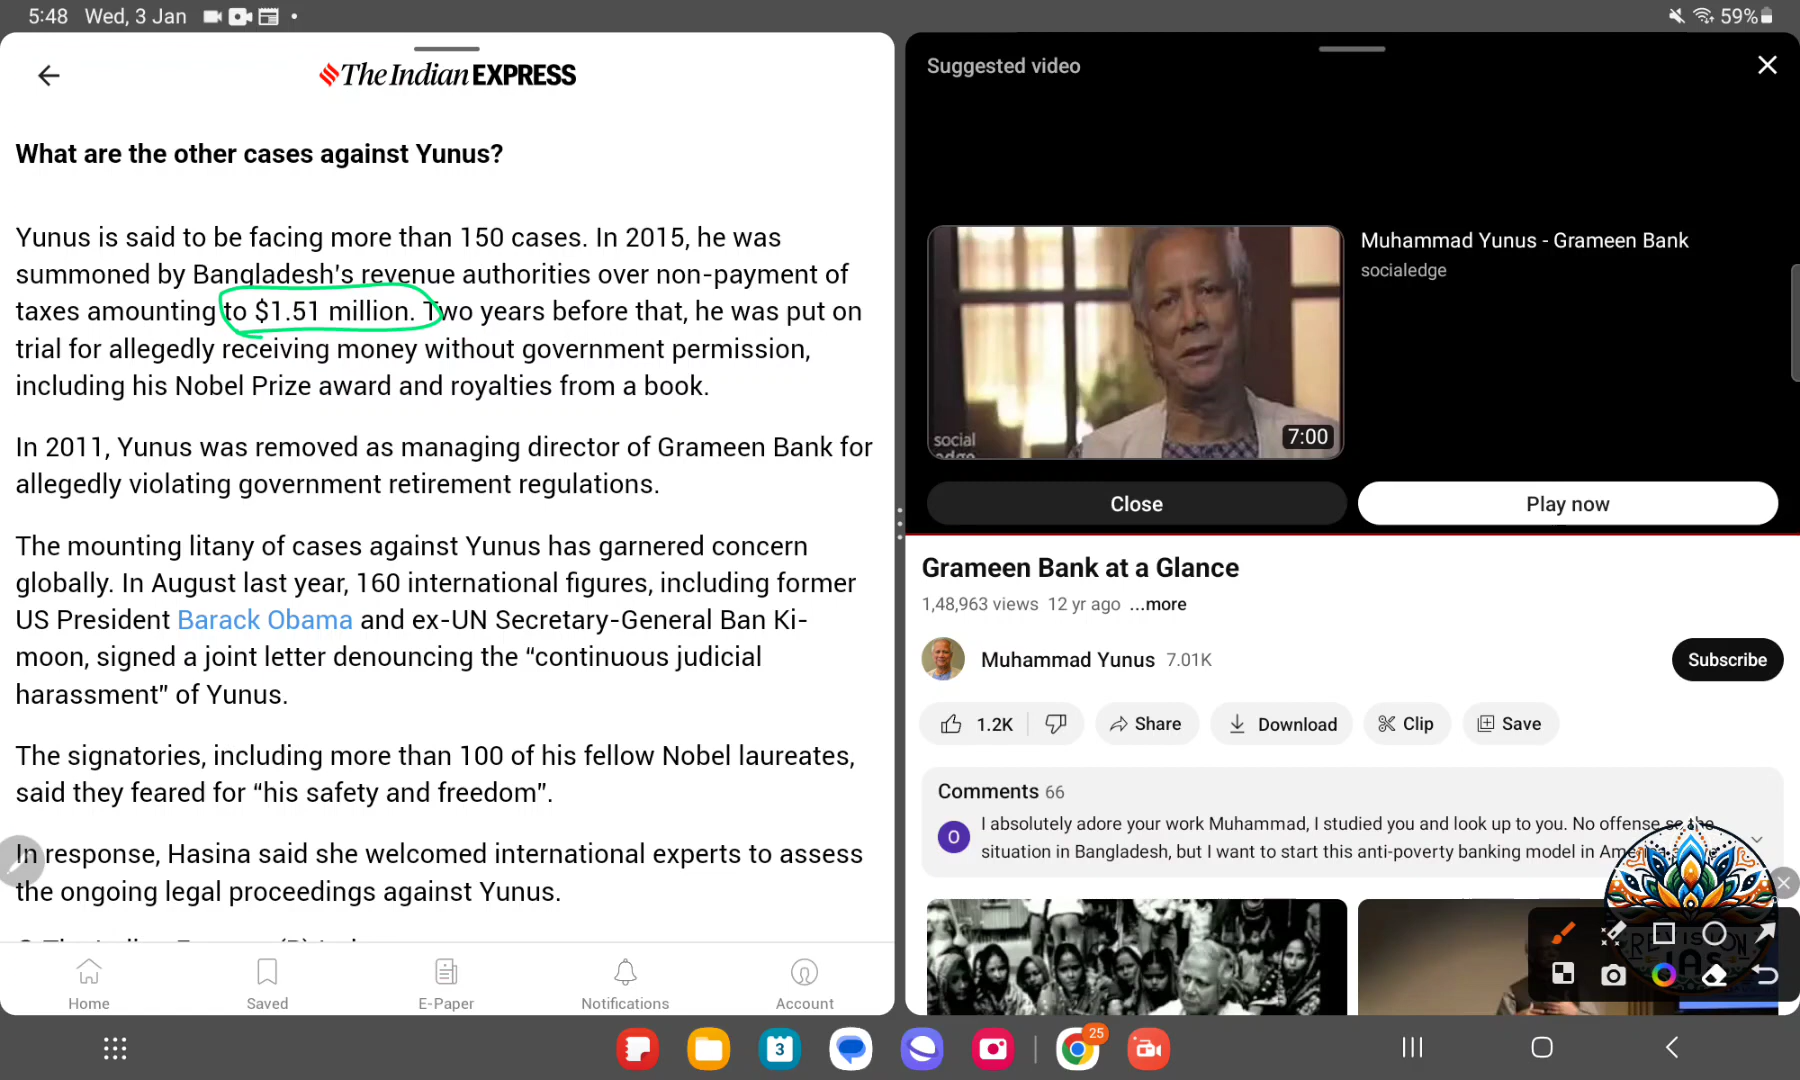 5:48 Wed, 3 Jan
59%
The Indian EXPRESS
What are the other cases against Yunus?
Yunus is said to be facing more than 150 cases. In 2015, he was
summoned by Bangladesh's revenue authorities over non-payment of
taxes amounting to $1.51 million. Two years before that, he was put on
trial for allegedly receiving money without government permission,
including his Nobel Prize award and royalties from a book.
In 2011, Yunus was removed as managing director of Grameen Bank for
allegedly violating government retirement regulations.
The mounting litany of cases against Yunus has garnered concern
globally. In August last year, 160 international figures, including former
US President Barack Obama and ex-UN Secretary-General Ban Ki-
moon, signed a joint letter denouncing the “continuous judicial
harassment” of Yunus.
The signatories, including more than 100 of his fellow Nobel laureates,
said they feared for “his safety and freedom”.
In response, Hasina said she welcomed international experts to assess
the ongoing legal proceedings against Yunus.
Home
Saved
E-Paper
Notifications
Account
Suggested video
social
edge
7:00
Muhammad Yunus - Grameen Bank
socialedge
Close
Play now
Grameen Bank at a Glance
1,48,963 views 12 yr ago ...more
Muhammad Yunus 7.01K
Subscribe
1.2K
Share
Download
Clip
Save
Comments 66
O
I absolutely adore your work Muhammad, I studied you and look up to you. No offense so the
situation in Bangladesh, but I want to start this anti-poverty banking model in
REVISION
IAS
3
25